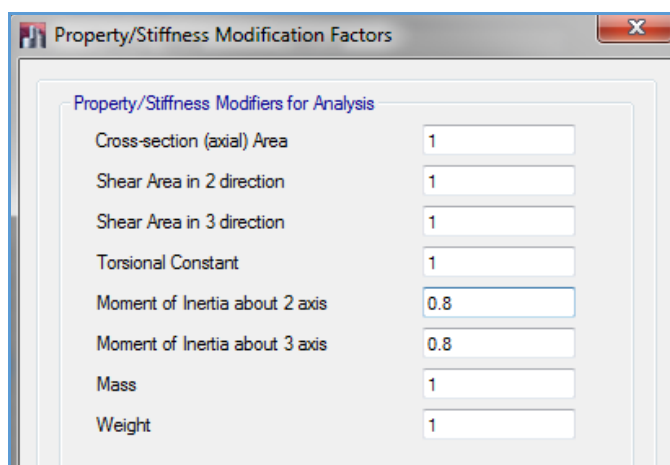 Property/Stiffness Modification Factors
Property/Stiffness Modifiers for Analysis
Cross-section (axial) Area 1
Shear Area in 2 direction 1
Shear Area in 3 direction 1
Torsional Constant 1
Moment of Inertia about 2 axis 0.8
Moment of Inertia about 3 axis 0.8
Mass 1
Weight 1